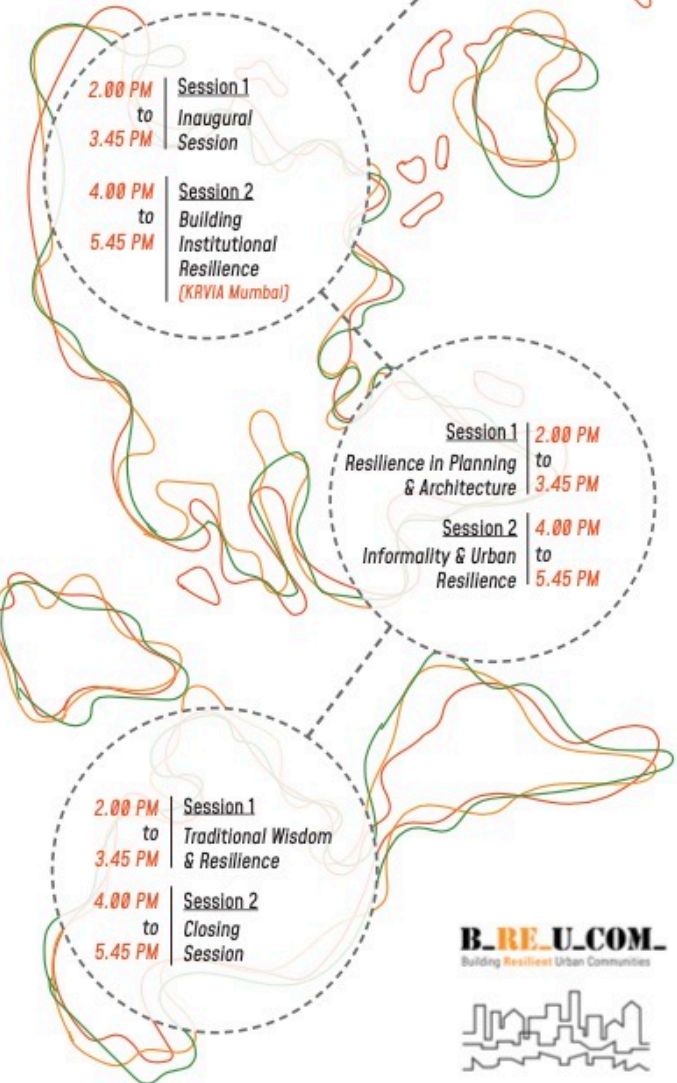 2.00 PM
to
3.45 PM
Session 1
Inaugural
Session
4.00 PM
to
5.45 PM
Session 2
Building
Institutional
Resilience
(KRVIA Mumbai)
Session 1
Resilience in Planning
& Architecture
2.00 PM
to
3.45 PM
Session 2
Informality & Urban
Resilience
4.00 PM
to
5.45 PM
2.00 PM
to
3.45 PM
Session 1
Traditional Wisdom
& Resilience
4.00 PM
to
5.45 PM
Session 2
Closing
Session
B_RE_U_COM_
Building Resilient Urban Communities